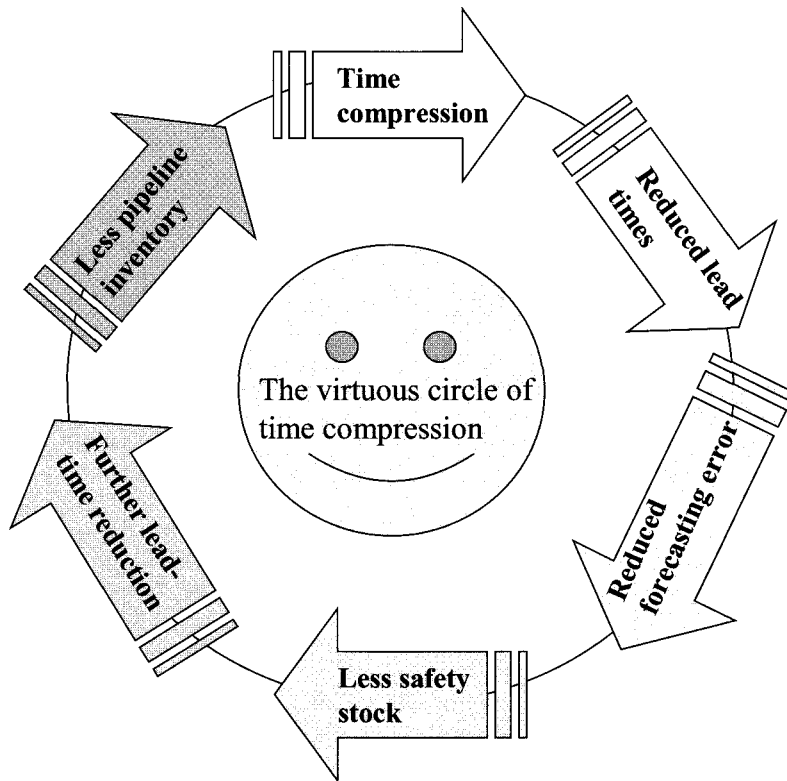 Time
compression
Reduced lead
times
Reduced
forecasting error
Less safety
stock
Further lead-
time reduction
Less pipeline
inventory
The virtuous circle of
time compression